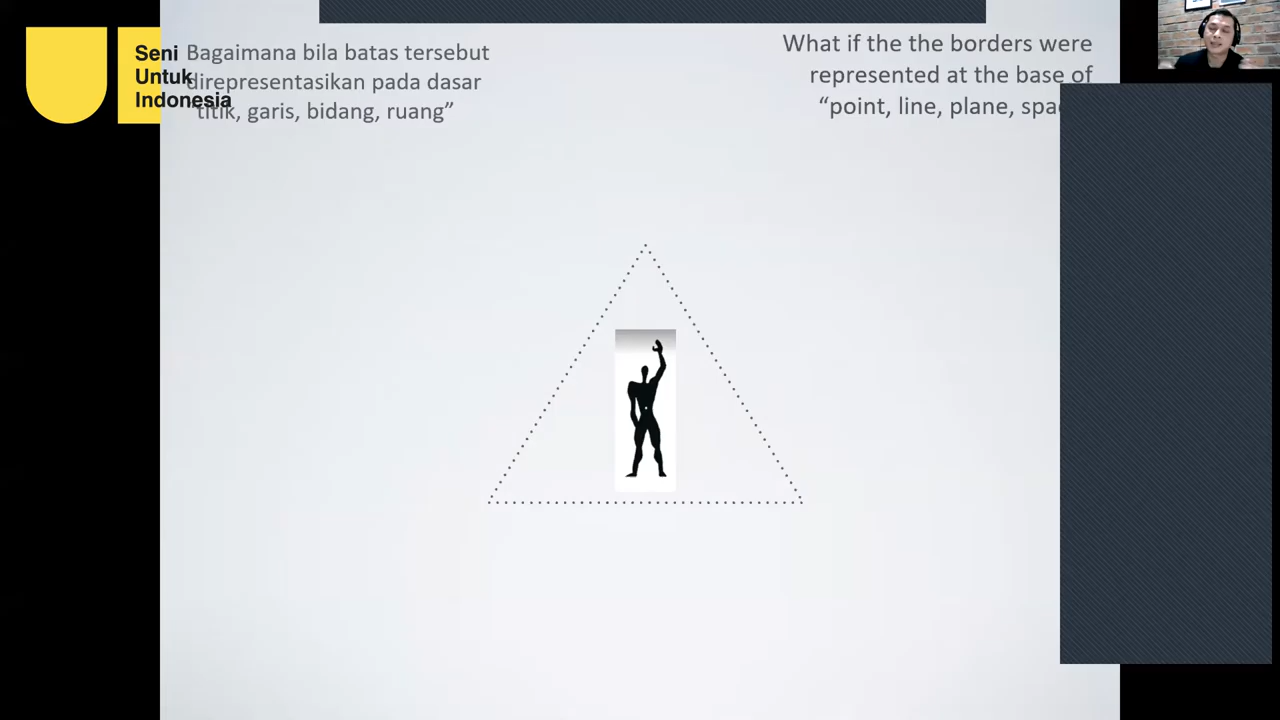 Seni
Untuk
Indonesia
Bagaimana bila batas tersebut
direpresentasikan pada dasar
“titik, garis, bidang, ruang”
What if the the borders were
represented at the base of
“point, line, plane,